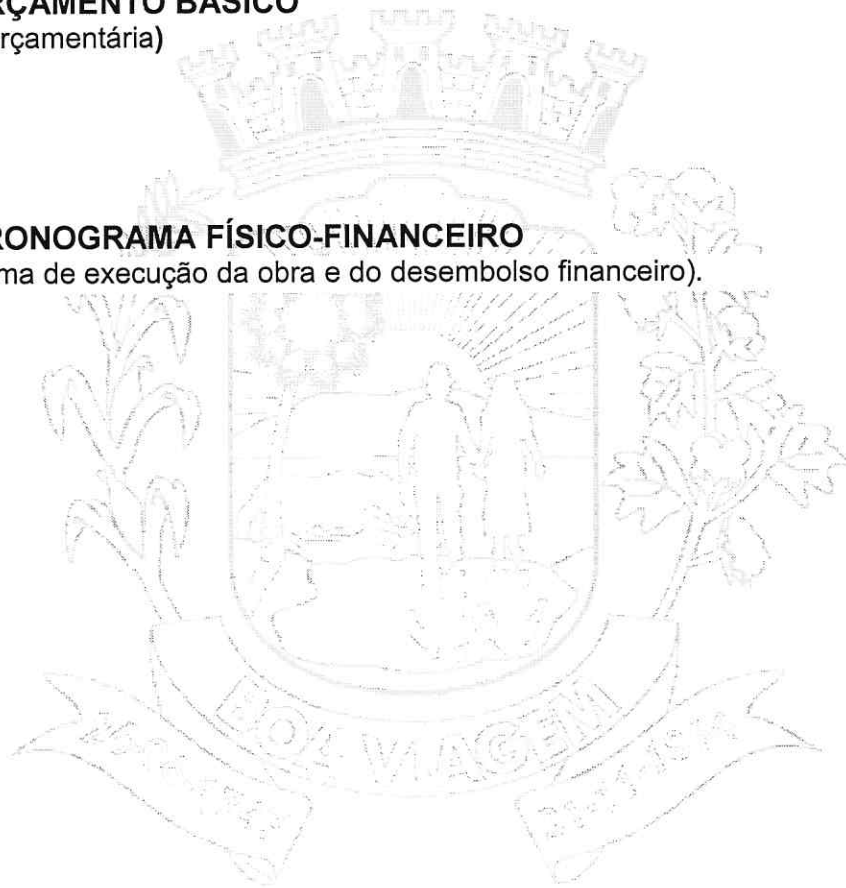 RÇAMENTO BÁSICO
rçamentária)
RONOGRAMA FÍSICO-FINANCEIRO
ma de execução da obra e do desembolso financeiro).
BOA VIAGEM